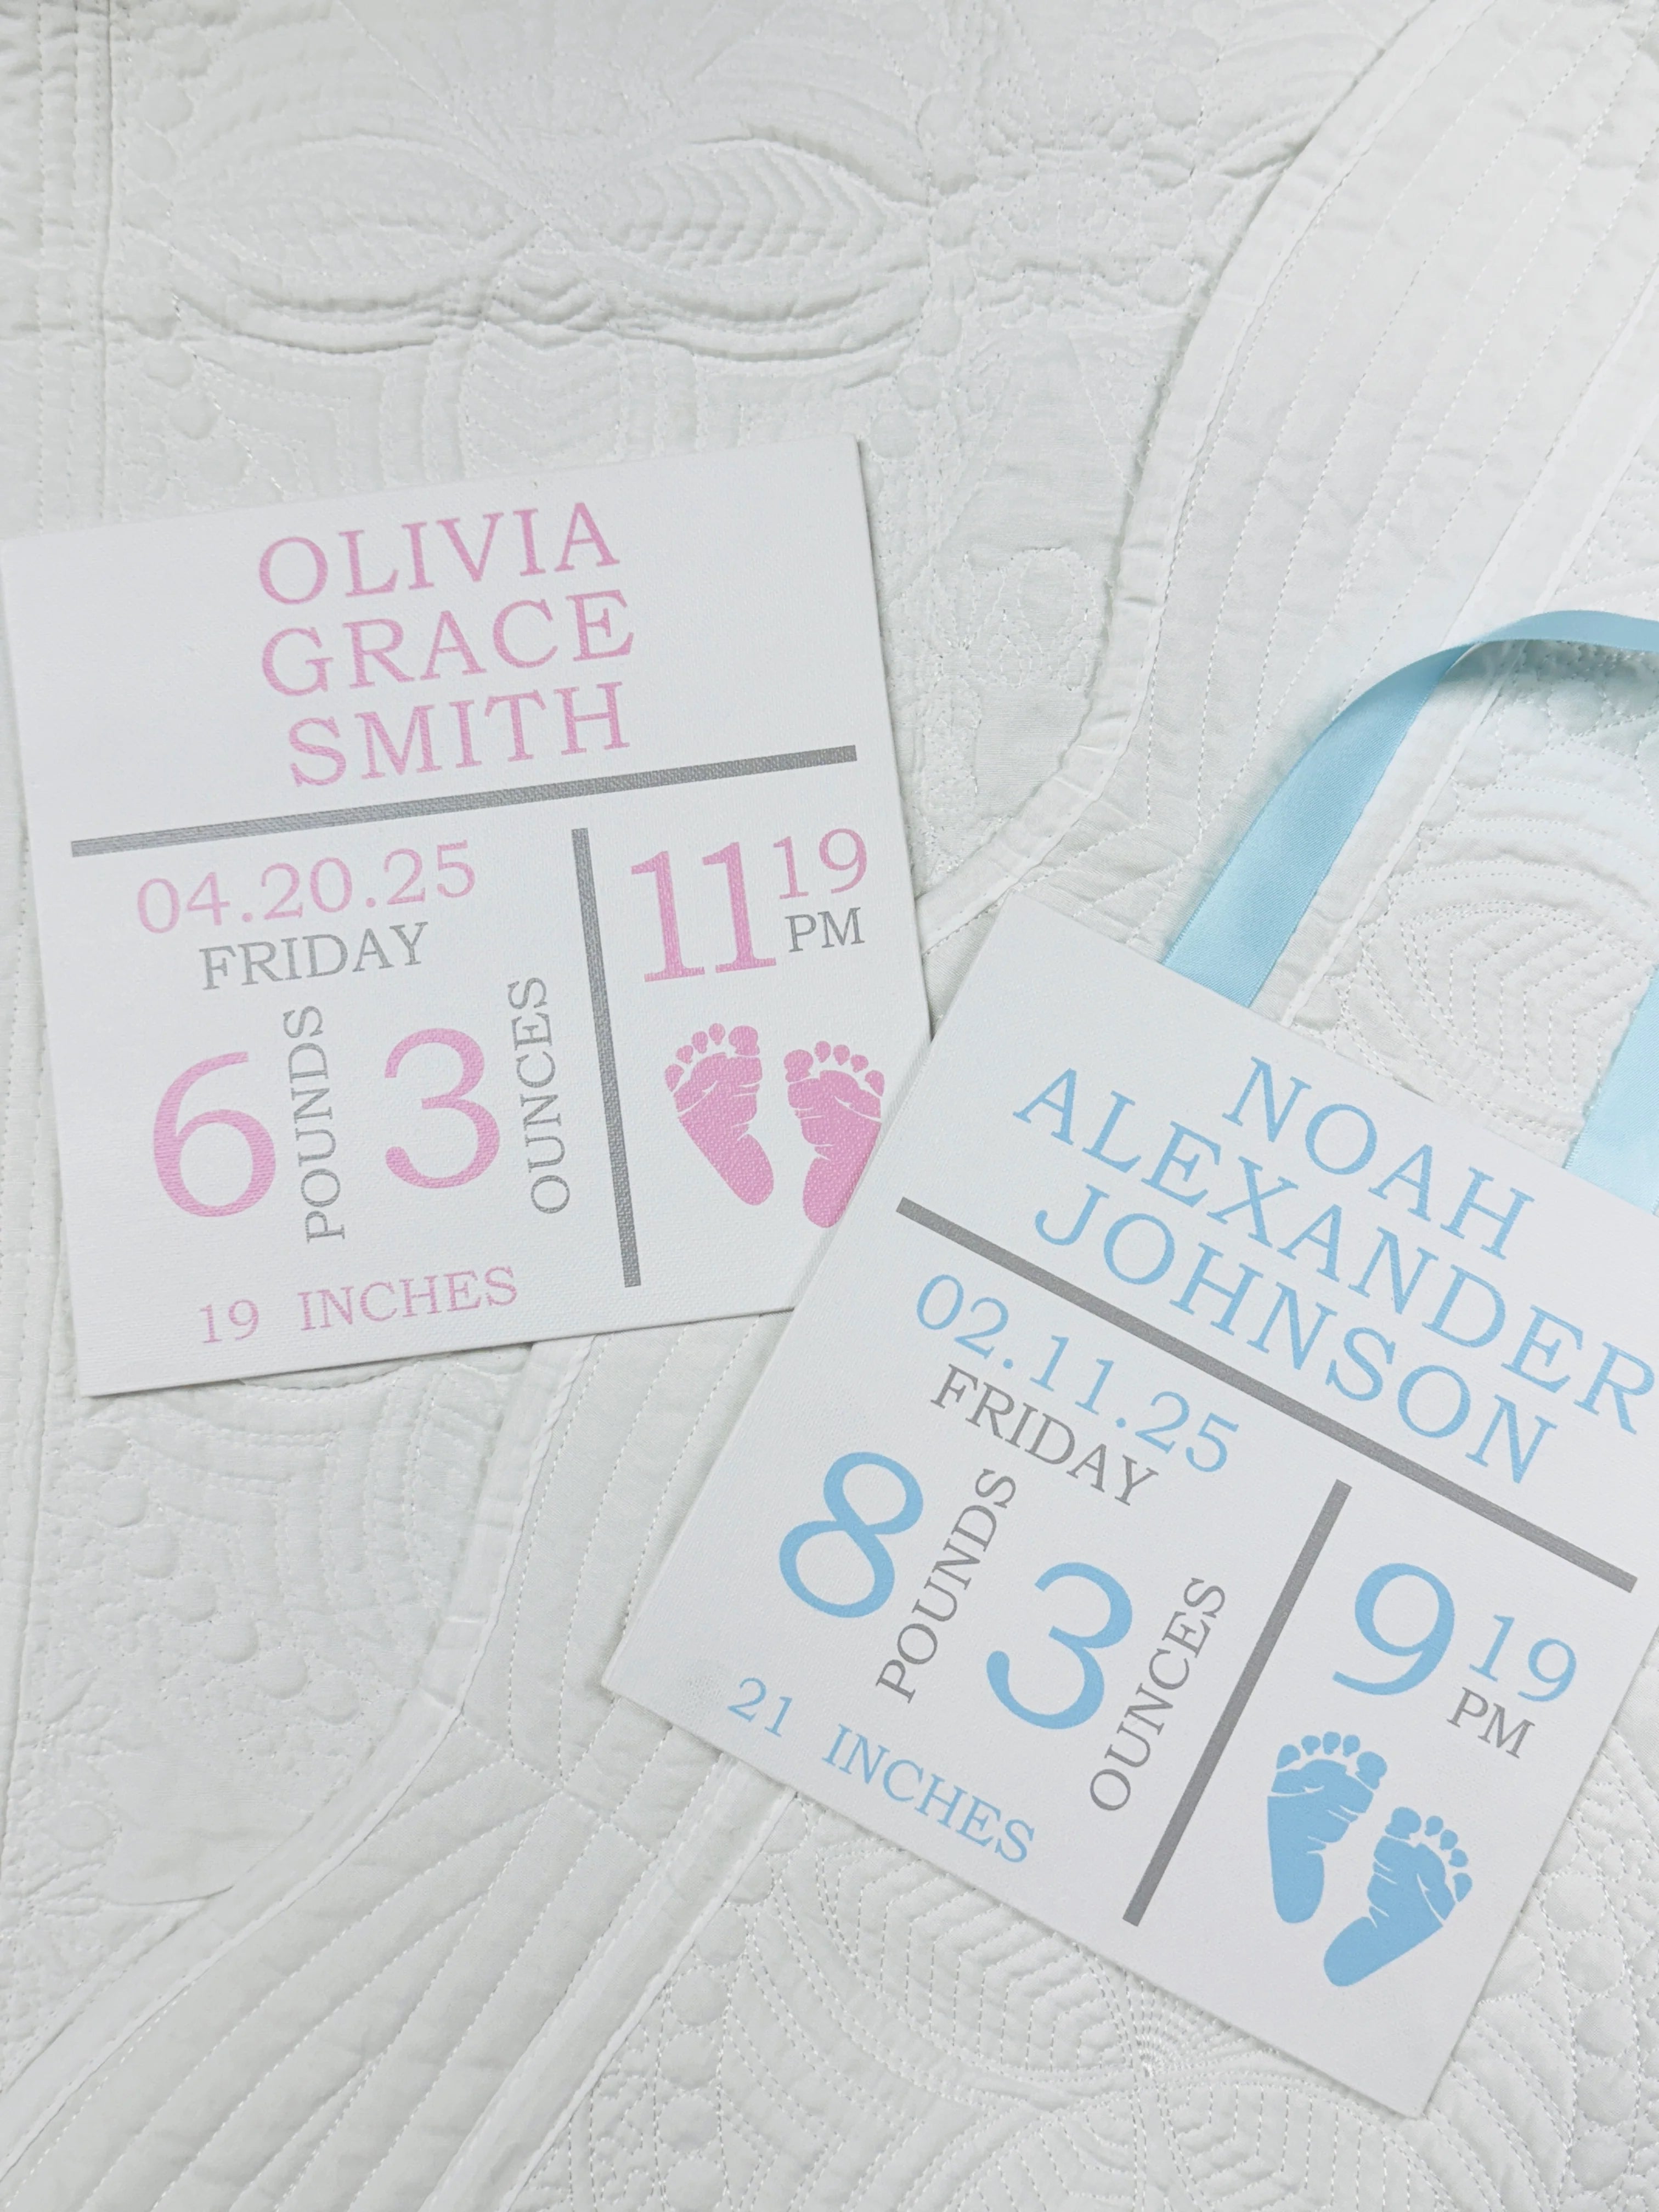 OLIVIA
GRACE
SMITH
04.20.25
FRIDAY
6 POUNDS 3 OUNCES
19 INCHES
11 19 PM
NOAH
ALEXANDER
JOHNSON
02.11.25
FRIDAY
8 POUNDS 3 OUNCES
21 INCHES
9 19 PM